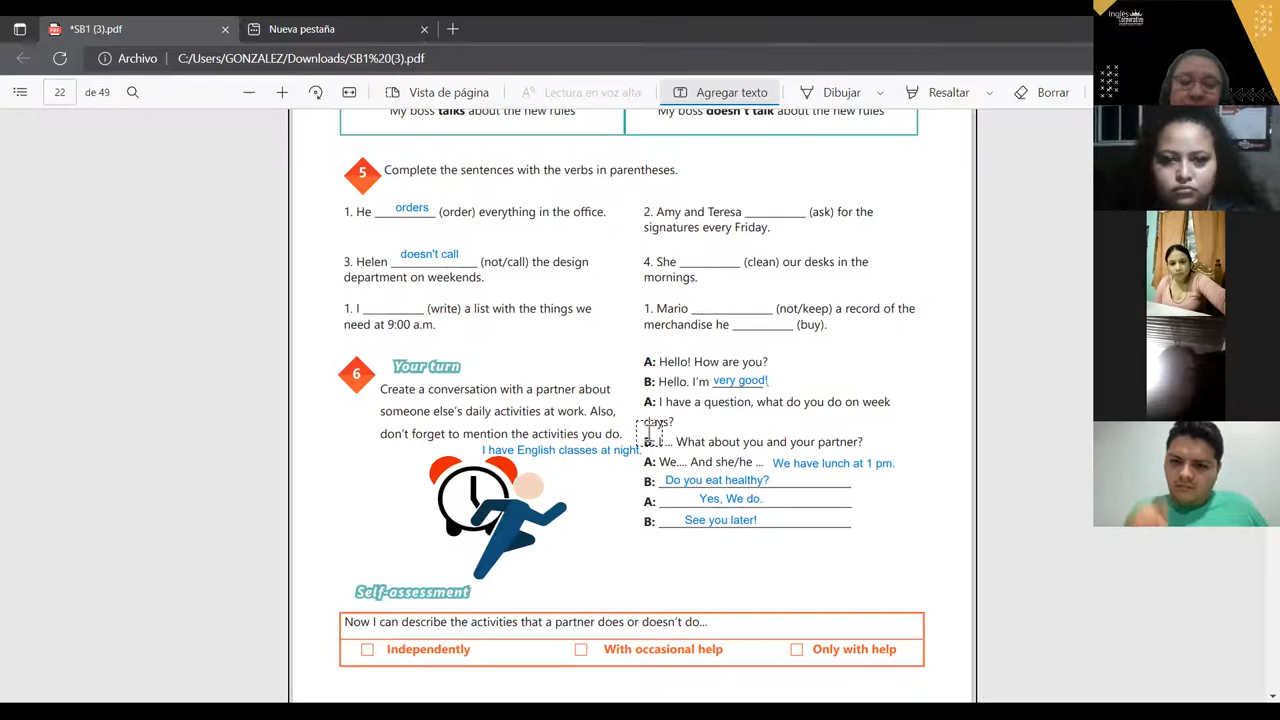 *SB1 (3).pdf
Nueva pestaña
Archivo
C:/Users/GONZALEZ/Downloads/SB1%20(3).pdf
22
de 49
Vista de página
Lectura en voz alta
Agregar texto
Dibujar
Resaltar
Borrar
Inglés
Corporativo
My boss talks about the new rules
My boss doesn't talk about the new rules
5
Complete the sentences with the verbs in parentheses.
1. He orders (order) everything in the office.
2. Amy and Teresa __________ (ask) for the
signatures every Friday.
3. Helen doesn't call (not/call) the design
department on weekends.
4. She __________ (clean) our desks in the
mornings.
1. I __________ (write) a list with the things we
need at 9:00 a.m.
1. Mario _____________ (not/keep) a record of the
merchandise he __________ (buy).
6
Your turn
Create a conversation with a partner about
someone else's daily activities at work. Also,
don't forget to mention the activities you do.
I have English classes at night.
A: Hello! How are you?
B: Hello. I'm very good!
A: I have a question, what do you do on week
days?
B: I... What about you and your partner?
A: We.... And she/he ... We have lunch at 1 pm.
B: Do you eat healthy?
A: Yes, We do.
B: See you later!
Self-assessment
Now I can describe the activities that a partner does or doesn't do...
Independently
With occasional help
Only with help